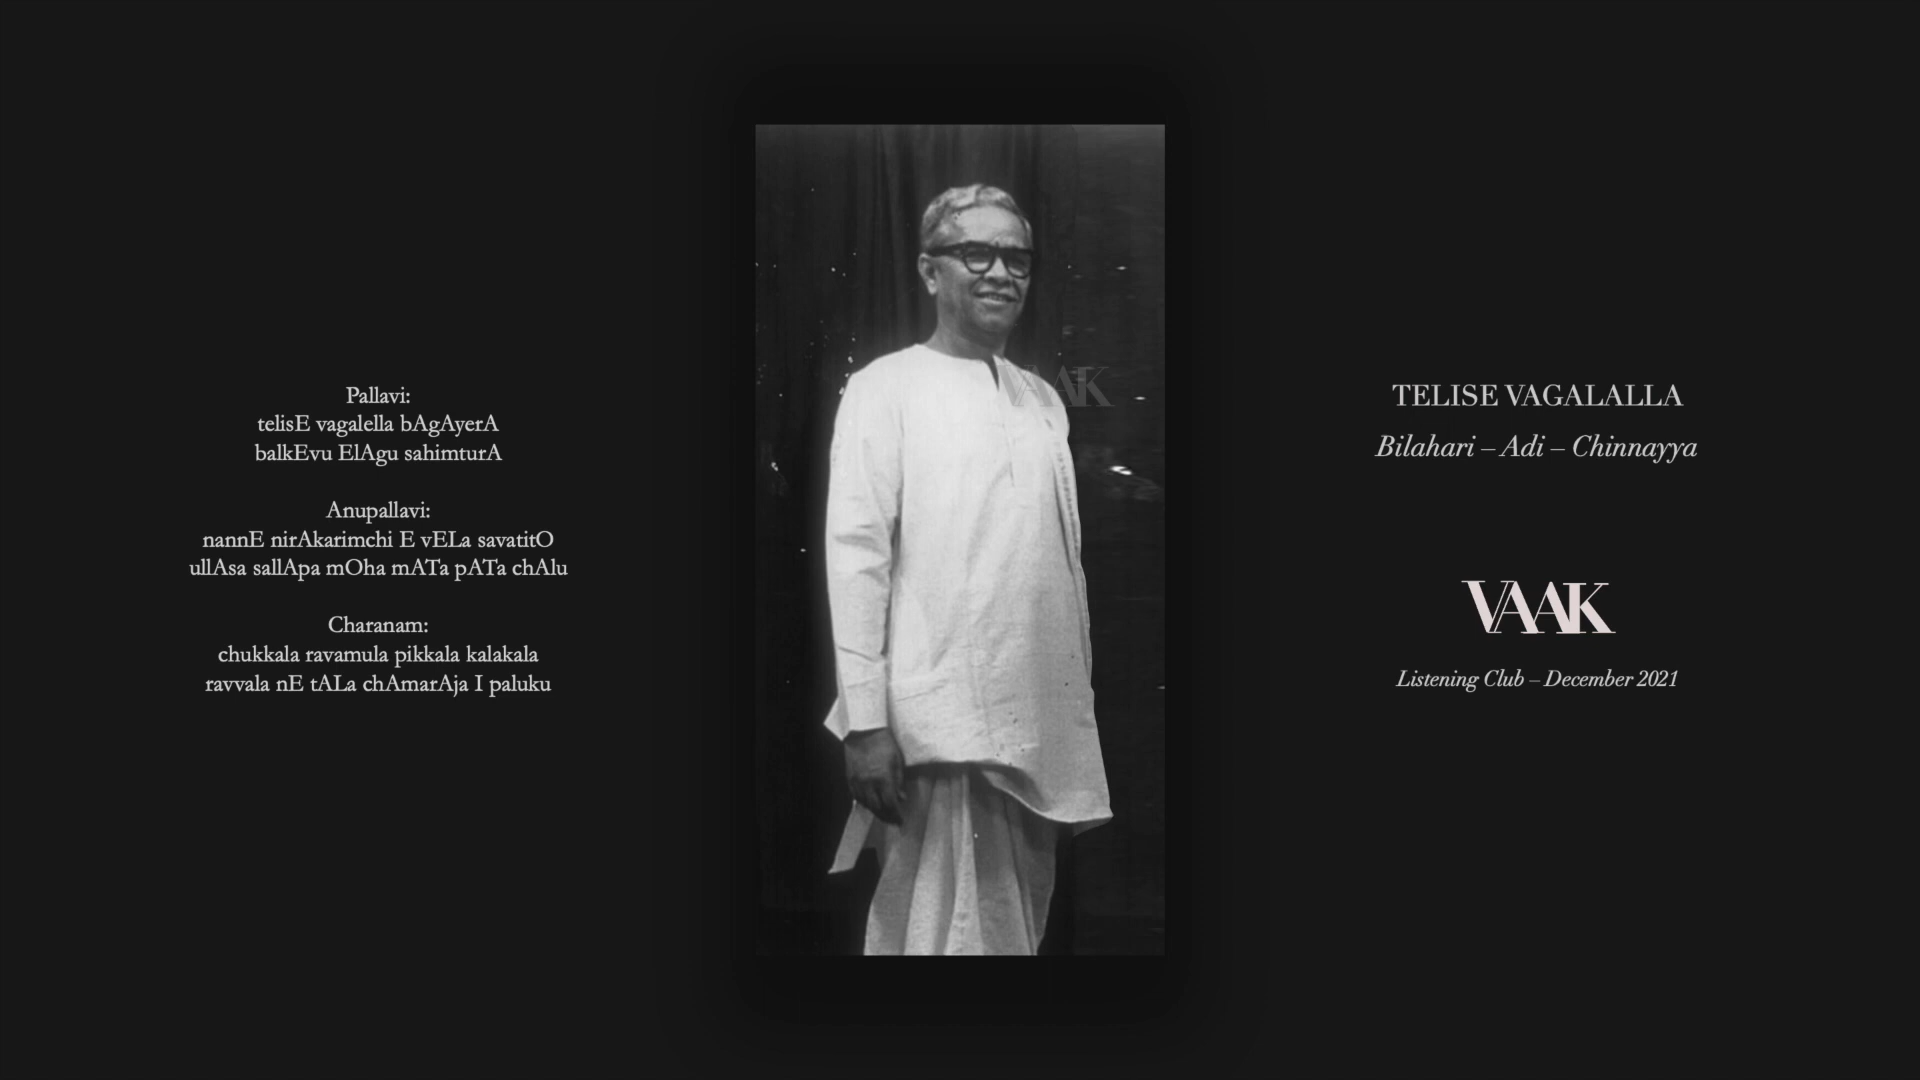 Pallavi:
telisE vagalella bAgAyerA
balkEvu ElAgu sahimturA
Anupallavi:
nannE nirAkarimchi E vELa savatitO
ullAsa sallApa mOha mATa pATa chAlu
Charanam:
chukkala ravamula pikkala kalakala
ravvala nE tALa chAmarAja I paluku
VAAK
TELISE VAGALALLA
Bilahari – Adi – Chinnayya
VAAK
Listening Club – December 2021